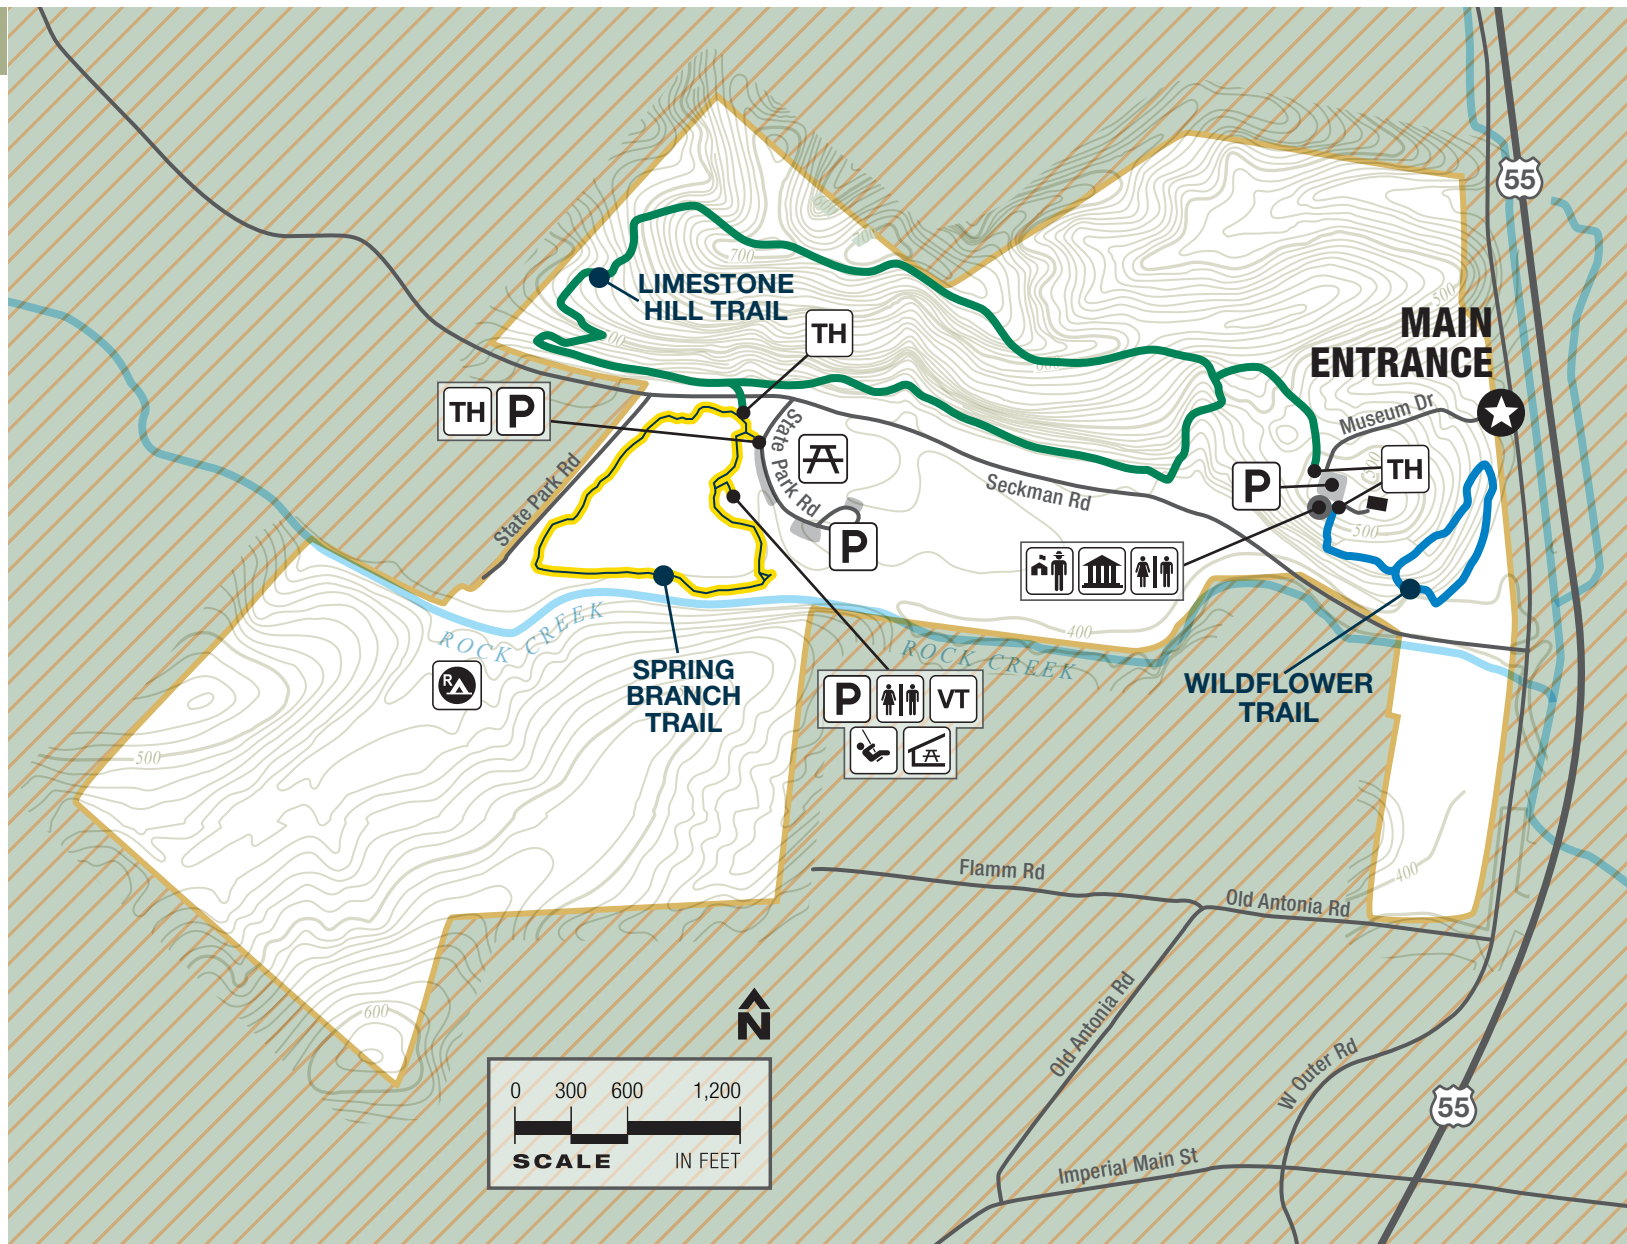 55
700
LIMESTONE
HILL TRAIL
TH
500
MAIN
ENTRANCE
600
TH P
State Park Rd
Museum Dr
TH
P
Seckman Rd
State Park Rd
500
P
ROCK CREEK
400
ROCK CREEK
R
SPRING
BRANCH
TRAIL
P VT
WILDFLOWER
TRAIL
500
Flamm Rd
400
Old Antonia Rd
600
N
Old Antonia Rd
W Outer Rd
0 300 600 1,200
SCALE IN FEET
55
Imperial Main St